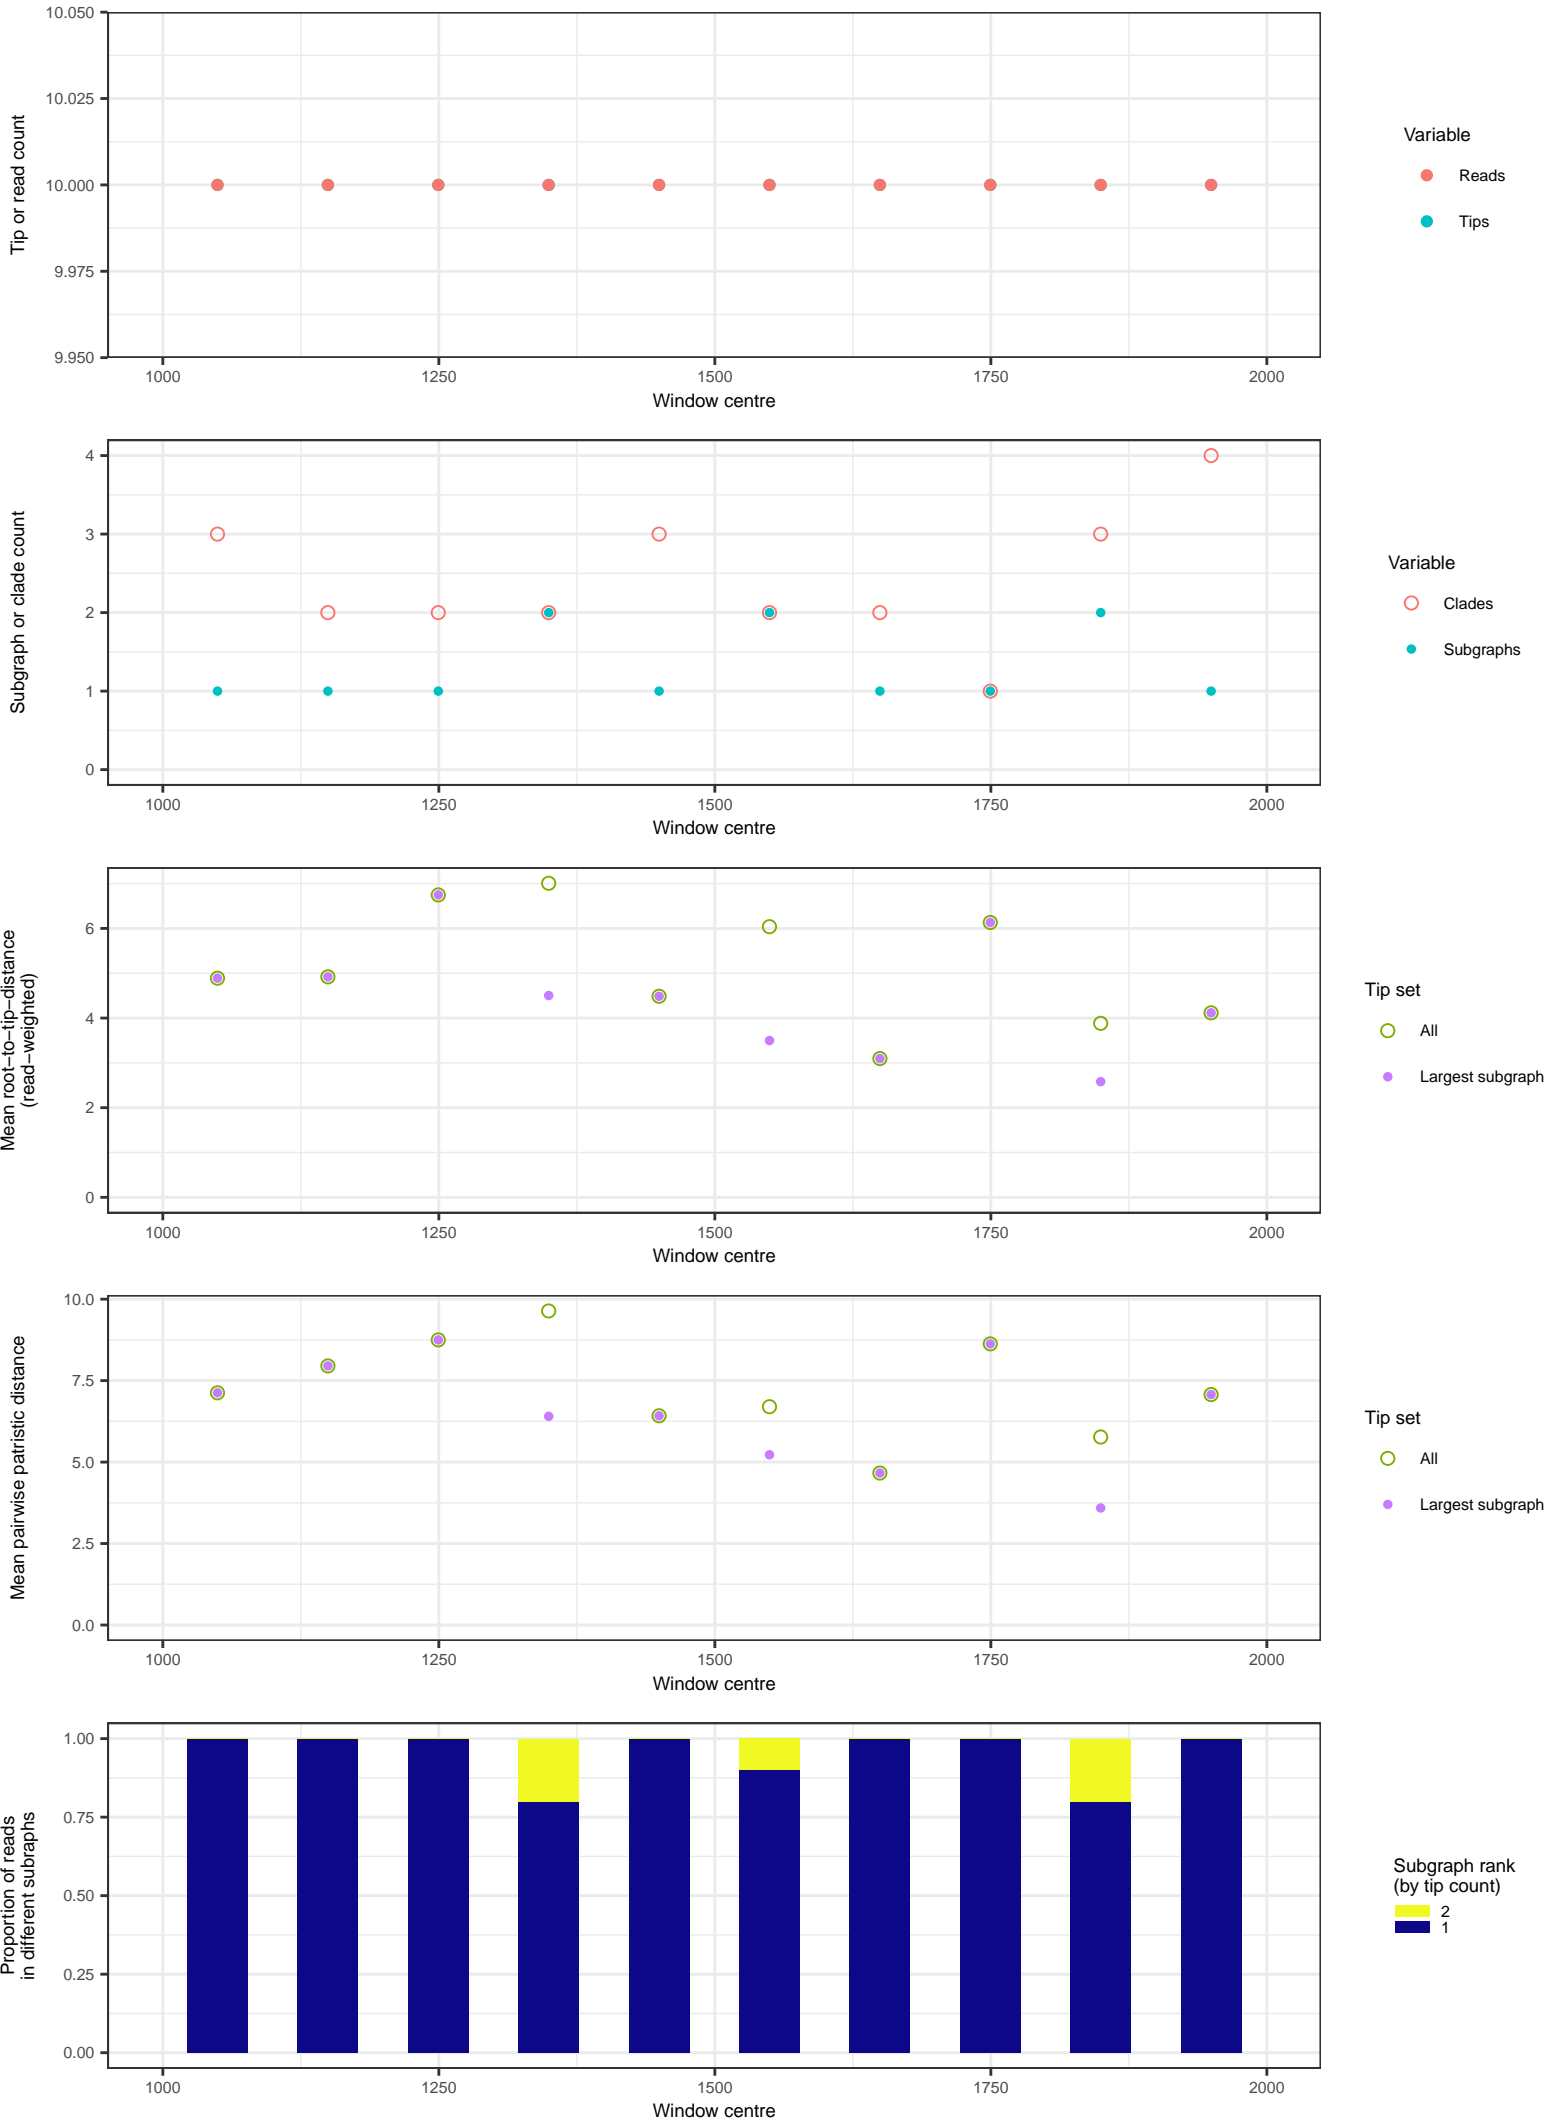 10.050
10.025
10.000
9.975
9.950
Tip or read count
1000 1250 1500 1750 2000
Window centre
Variable
Reads
Tips
4
3
2
1
0
Subgraph or clade count
1000 1250 1500 1750 2000
Window centre
Variable
Clades
Subgraphs
6
4
2
0
Mean root−to−tip−distance
(read−weighted)
1000 1250 1500 1750 2000
Window centre
Tip set
All
Largest subgraph
10.0
7.5
5.0
2.5
0.0
Mean pairwise patristic distance
1000 1250 1500 1750 2000
Window centre
Tip set
All
Largest subgraph
1.00
0.75
0.50
0.25
0.00
Proportion of reads
in different subraphs
1000 1250 1500 1750 2000
Window centre
Subgraph rank
(by tip count)
2
1